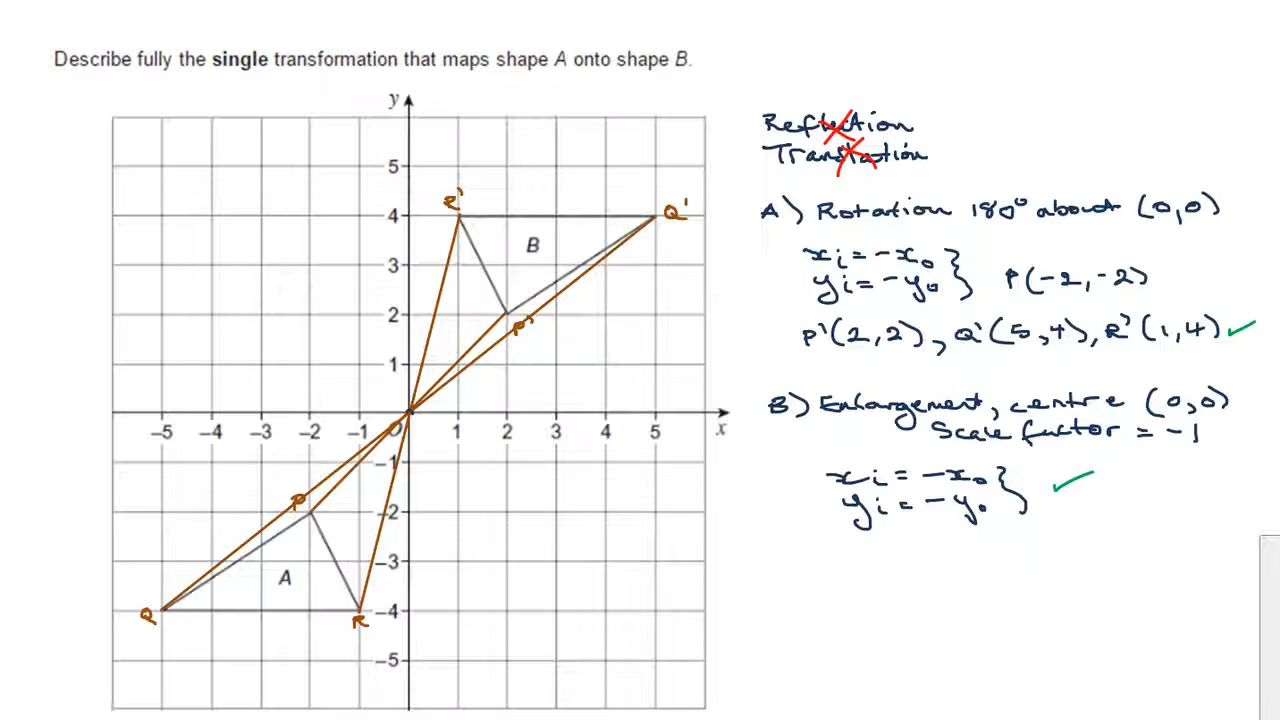 Describe fully the single transformation that maps shape A onto shape B.
y
5
R' 4 Q'
B
3
2
P'
1
-5 -4 -3 -2 -1 O 1 2 3 4 5 x
-1
P
-2
-3
A
Q R -4
-5
Reflection
Translation
A) Rotation 180° about (0,0)
xi = -xo }
yi = -yo } P(-2,-2)
P'(2,2), Q'(5,4), R'(1,4) ✓
B) Enlargement, centre (0,0)
Scale factor = -1
xi = -xo }
yi = -yo } ✓